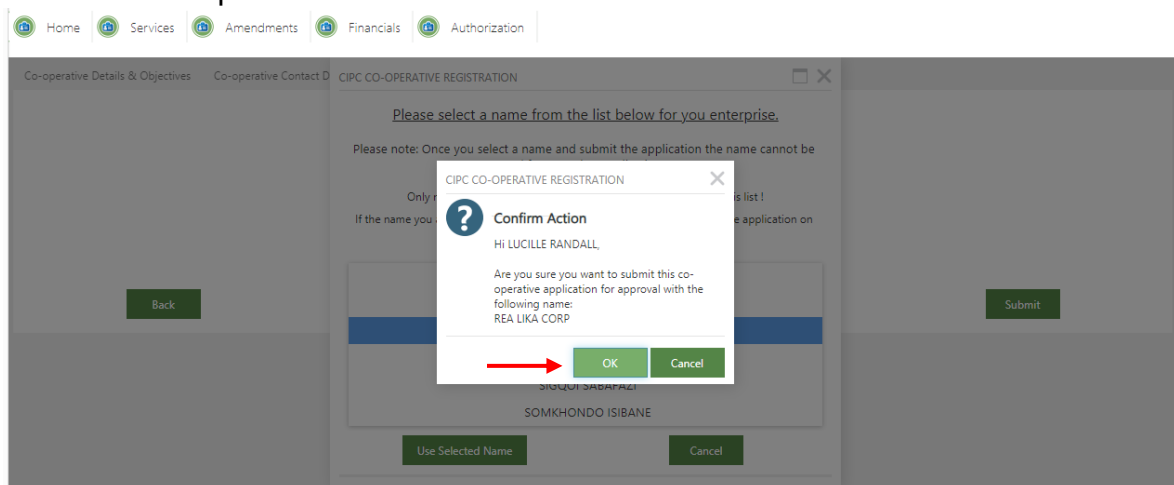 Home Services Amendments Financials Authorization
Co-operative Details & Objectives Co-operative Contact D
CIPC CO-OPERATIVE REGISTRATION
Please select a name from the list below for you enterprise.
Please note: Once you select a name and submit the application the name cannot be
CIPC CO-OPERATIVE REGISTRATION
Only is list !
If the name you e application on
Confirm Action
Hi LUCILLE RANDALL,
Are you sure you want to submit this co-
operative application for approval with the
following name:
REA LIKA CORP
Back
Submit
OK Cancel
SOMKHONDO ISIBANE
Use Selected Name Cancel